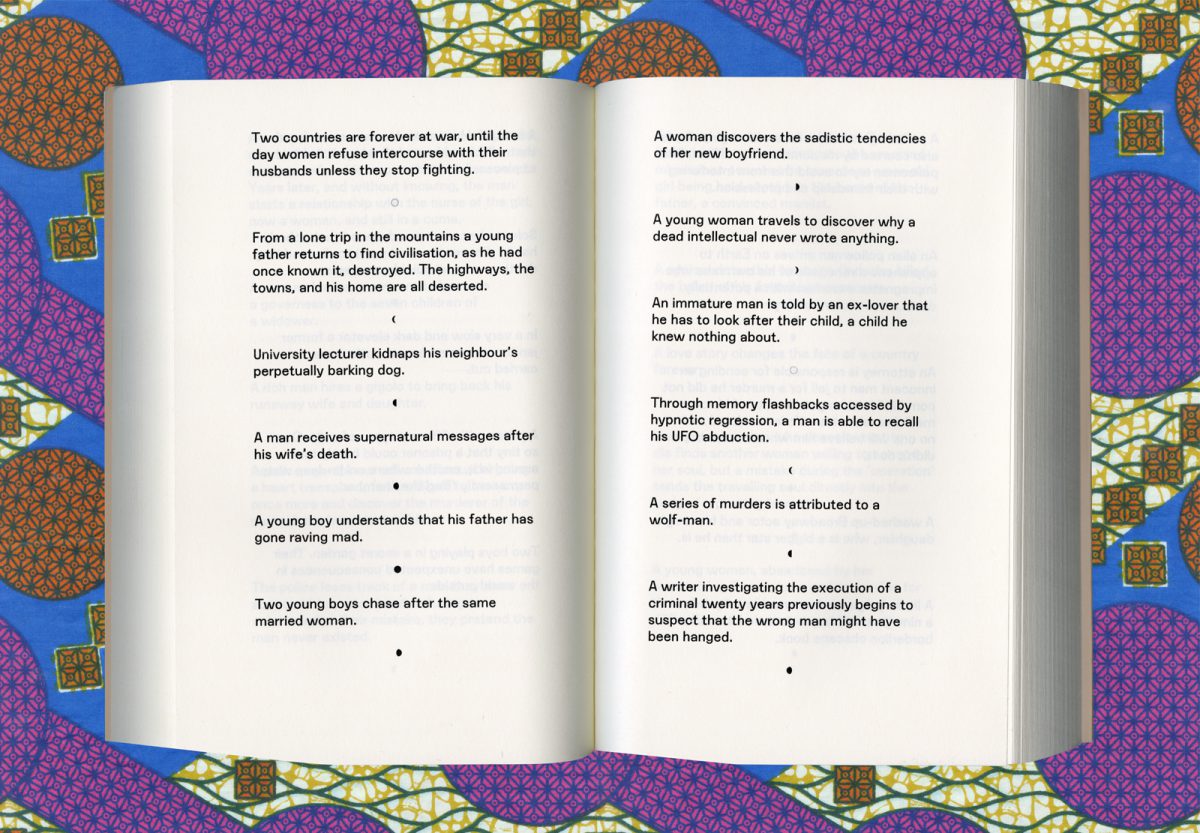 Two countries are forever at war, until the
day women refuse intercourse with their
husbands unless they stop fighting.
From a lone trip in the mountains a young
father returns to find civilisation, as he had
once known it, destroyed. The highways, the
towns, and his home are all deserted.
University lecturer kidnaps his neighbour's
perpetually barking dog.
A man receives supernatural messages after
his wife's death.
A young boy understands that his father has
gone raving mad.
Two young boys chase after the same
married woman.
A woman discovers the sadistic tendencies
of her new boyfriend.
A young woman travels to discover why a
dead intellectual never wrote anything.
An immature man is told by an ex-lover that
he has to look after their child, a child he
knew nothing about.
Through memory flashbacks accessed by
hypnotic regression, a man is able to recall
his UFO abduction.
A series of murders is attributed to a
wolf-man.
A writer investigating the execution of a
criminal twenty years previously begins to
suspect that the wrong man might have
been hanged.